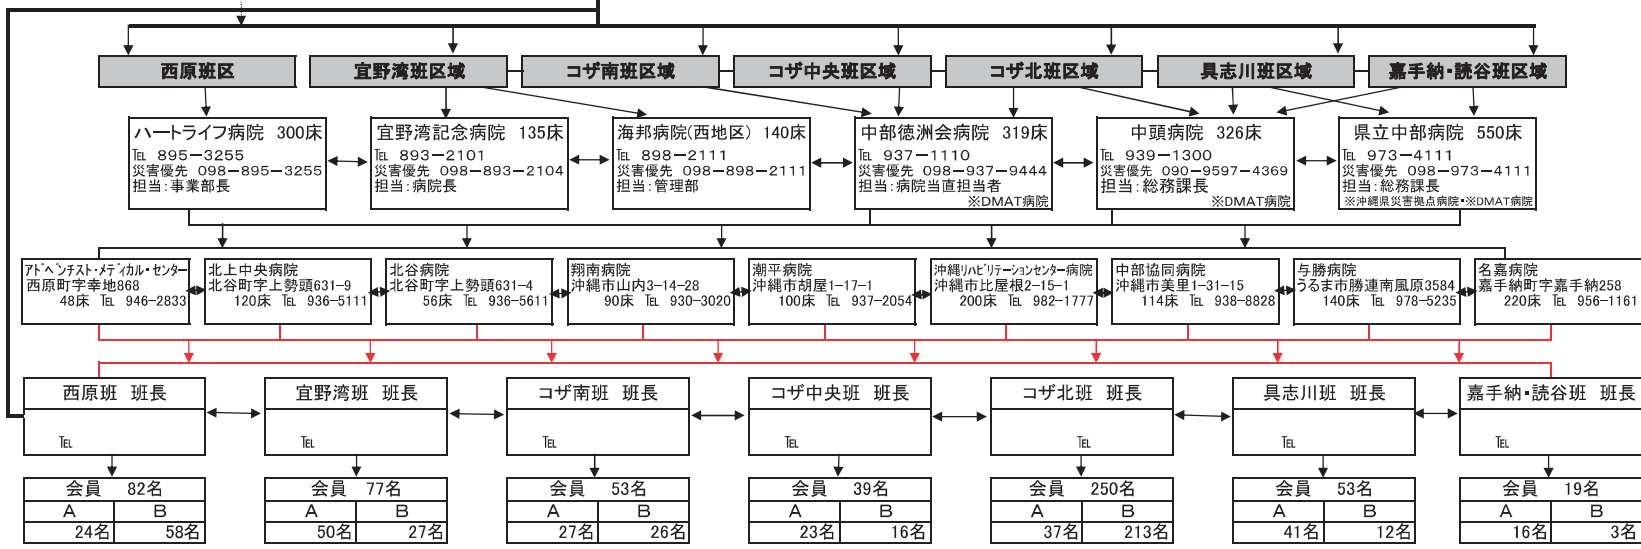 西原班区
宜野湾班区域
コザ南班区域
コザ中央班区域
コザ北班区域
具志川班区域
嘉手納・読谷班区域
ハートライフ病院 300床
℡ 895-3255
災害優先 098-895-3255
担当:事業部長
宜野湾記念病院 135床
℡ 893-2101
災害優先 098-893-2104
担当:病院長
海邦病院(西地区) 140床
℡ 898-2111
災害優先 098-898-2111
担当:管理部
中部徳洲会病院 319床
℡ 937-1110
災害優先 098-937-9444
担当:病院当直担当者
※DMAT病院
中頭病院 326床
℡ 939-1300
災害優先 090-9597-4369
担当:総務課長
※DMAT病院
県立中部病院 550床
℡ 973-4111
災害優先 098-973-4111
担当:総務課長
※沖縄県災害拠点病院・※DMAT病院
アドベンチスト・メディカル・センター
西原町字幸地868
48床 ℡ 946-2833
北上中央病院
北谷町字上勢頭631-9
120床 ℡ 936-5111
北谷病院
北谷町字上勢頭631-4
56床 ℡ 936-5611
翔南病院
沖縄市山内3-14-28
90床 ℡ 930-3020
潮平病院
沖縄市胡屋1-17-1
100床 ℡ 937-2054
沖縄リハビリテーションセンター病院
沖縄市比屋根2-15-1
200床 ℡ 982-1777
中部協同病院
沖縄市美里1-31-15
114床 ℡ 938-8828
与勝病院
うるま市勝連南風原3584
140床 ℡ 978-5235
名嘉病院
嘉手納町字嘉手納258
220床 ℡ 956-1161
西原班 班長
℡
宜野湾班 班長
℡
コザ南班 班長
℡
コザ中央班 班長
℡
コザ北班 班長
℡
具志川班 班長
℡
嘉手納・読谷班 班長
℡
会員 82名
A B
24名 58名
会員 77名
A B
50名 27名
会員 53名
A B
27名 26名
会員 39名
A B
23名 16名
会員 250名
A B
37名 213名
会員 53名
A B
41名 12名
会員 19名
A B
16名 3名